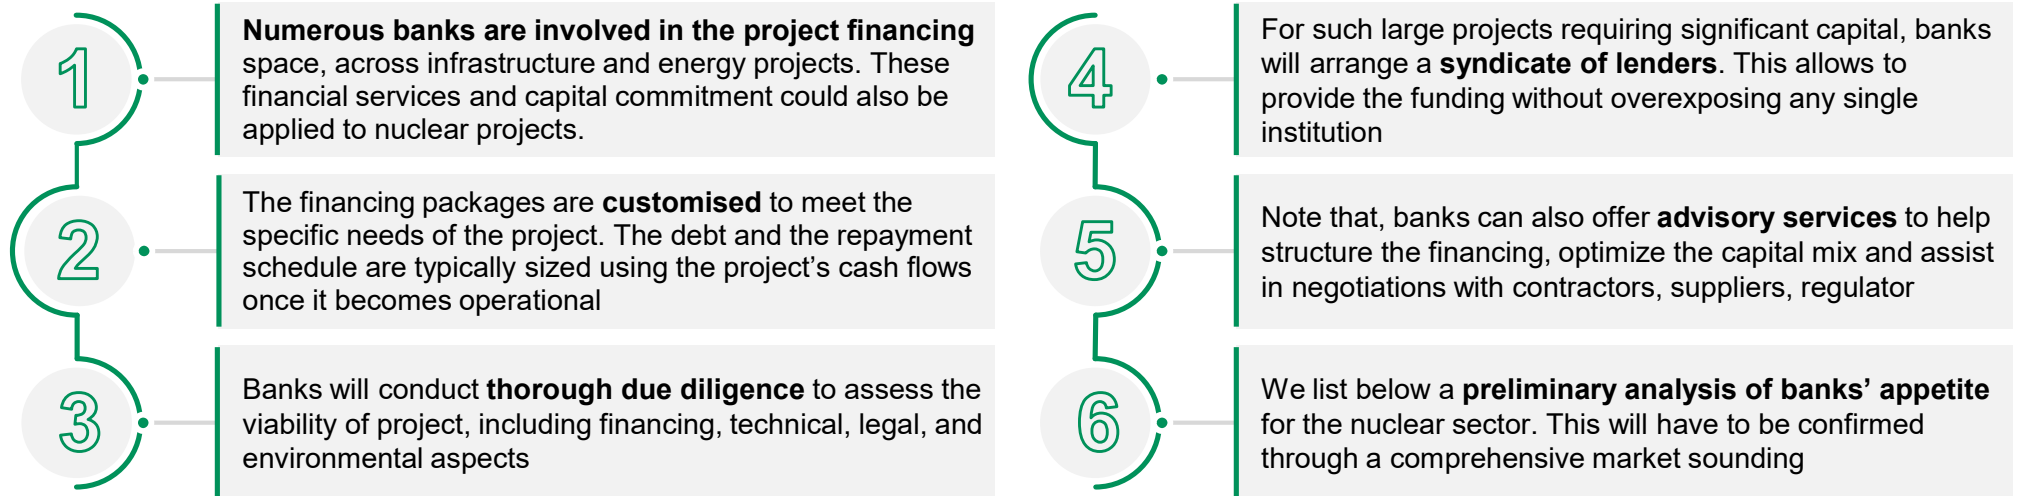 1
Numerous banks are involved in the project financing
space, across infrastructure and energy projects. These
financial services and capital commitment could also be
applied to nuclear projects.
2
The financing packages are customised to meet the
specific needs of the project. The debt and the repayment
schedule are typically sized using the project’s cash flows
once it becomes operational
3
Banks will conduct thorough due diligence to assess the
viability of project, including financing, technical, legal, and
environmental aspects
4
For such large projects requiring significant capital, banks
will arrange a syndicate of lenders. This allows to
provide the funding without overexposing any single
institution
5
Note that, banks can also offer advisory services to help
structure the financing, optimize the capital mix and assist
in negotiations with contractors, suppliers, regulator
6
We list below a preliminary analysis of banks’ appetite
for the nuclear sector. This will have to be confirmed
through a comprehensive market sounding